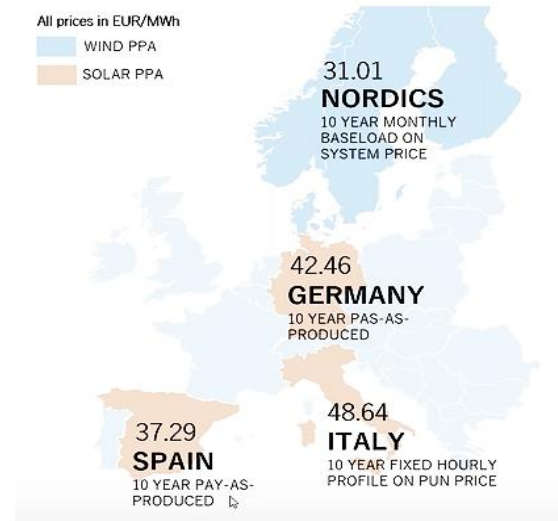 All prices in EUR/MWh
WIND PPA
SOLAR PPA
31.01
NORDICS
10 YEAR MONTHLY
BASELOAD ON
SYSTEM PRICE
42.46
GERMANY
10 YEAR PAS-AS-
PRODUCED
48.64
ITALY
10 YEAR FIXED HOURLY
PROFILE ON PUN PRICE
37.29
SPAIN
10 YEAR PAY-AS-
PRODUCED